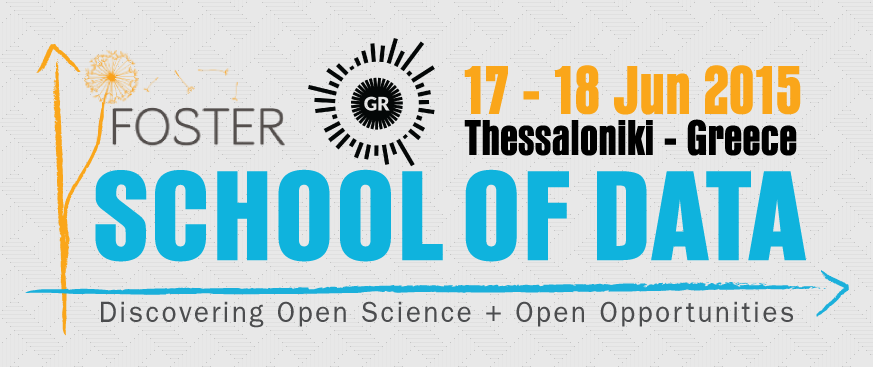 FOSTER
GR
17 - 18 Jun 2015
Thessaloniki - Greece
SCHOOL OF DATA
Discovering Open Science + Open Opportunities